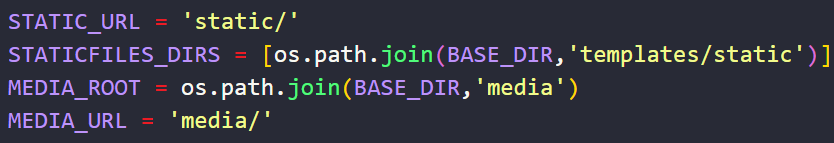 STATIC_URL = 'static/'
STATICFILES_DIRS = [os.path.join(BASE_DIR,'templates/static')]
MEDIA_ROOT = os.path.join(BASE_DIR,'media')
MEDIA_URL = 'media/'